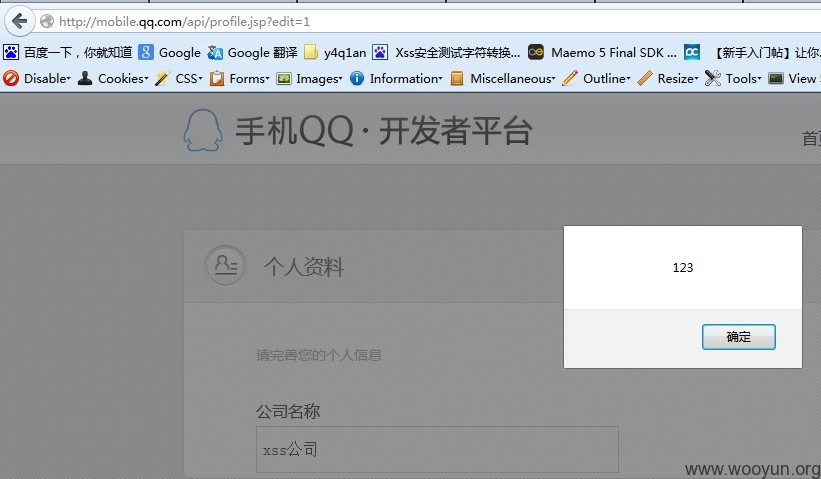 http://mobile.qq.com/api/profile.jsp?edit=1
百度一下，你就知道 Google Google 翻译 y4q1an Xss安全测试字符转换... Maemo 5 Final SDK ... 【新手入门帖】让你
Disable Cookies CSS Forms Images Information Miscellaneous Outline Resize Tools View
手机QQ · 开发者平台
首页
个人资料
123
确定
请完善您的个人信息
公司名称
xss公司
www.wooyun.org